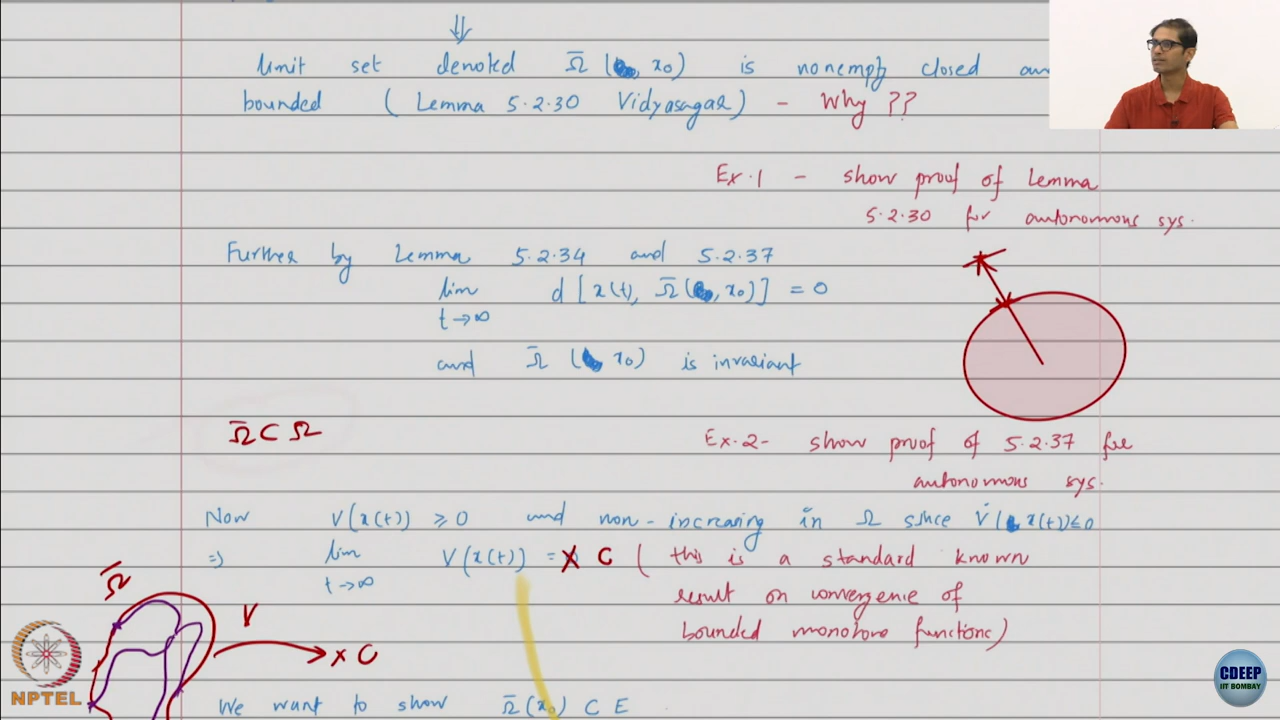 ⇓
limit set denoted Ω̄ ( , x0) is nonempty closed
bounded ( Lemma 5.2.30 Vidyasagar) - Why ??
Ex.1 - show proof of Lemma
5.2.30 for autonomous sys.
Further by Lemma 5.2.34 and 5.2.37
lim d [x(t), Ω̄( , x0)] = 0
t→∞
and Ω̄ ( x0) is invariant
Ω̄ ⊂ Ω
Ex.2- show proof of 5.2.37 for
autonomous sys.
Now V(x(t)) ≥ 0 and non-increasing in Ω since V̇( x(t)) ≤ 0
⇒ lim V(x(t)) = C ( this is a standard known
t→∞ result on convergence of
bounded monotone functions)
Ω̄
V
x C
We want to show Ω̄(x0) ⊂ E
NPTEL
CDEEP
IIT BOMBAY